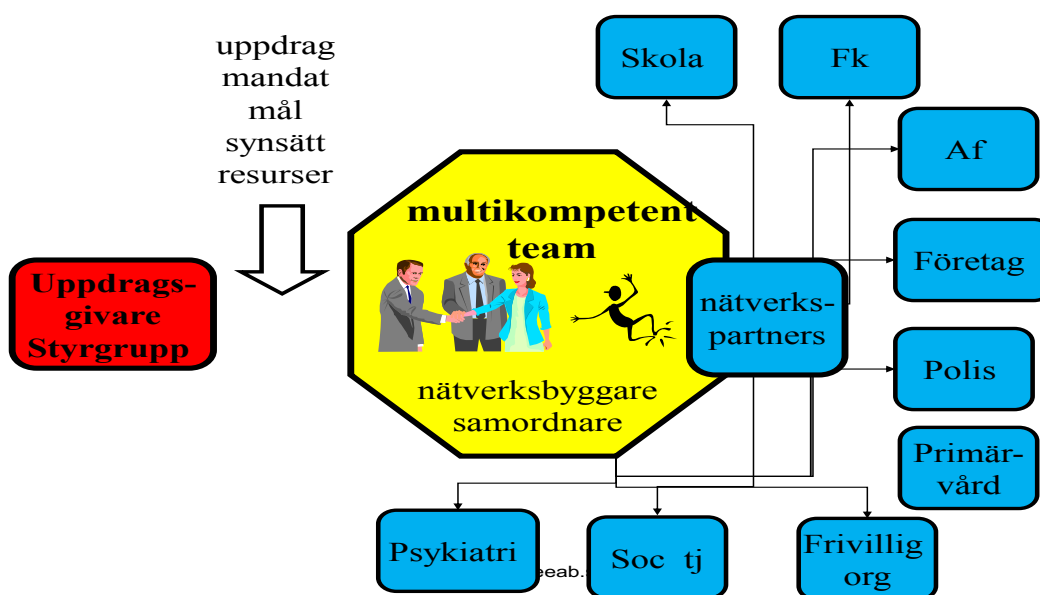 uppdrag
mandat
mål
synsätt
resurser
Uppdrags-
givare
Styrgrupp
multikompetent
team
nätverksbyggare
samordnare
nätverks-
partners
Skola
Fk
Af
Företag
Polis
Primär-
vård
Psykiatri
Soc tj
Frivillig
org